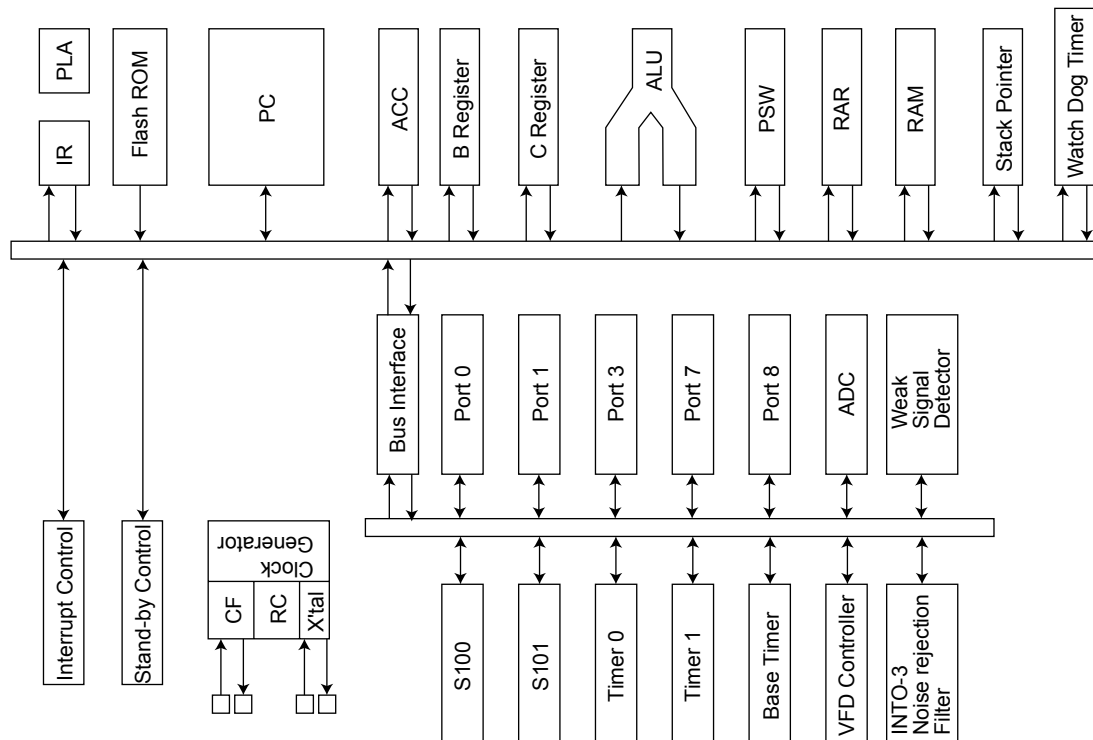 PLA
IR
Flash ROM
PC
ACC
B Register
C Register
ALU
PSW
RAR
RAM
Stack Pointer
Watch Dog Timer
Interrupt Control
Stand-by Control
Clock
Generator
CF
RC
X'tal
Bus Interface
Port 0
Port 1
Port 3
Port 7
Port 8
ADC
Weak
Signal
Detector
S100
S101
Timer 0
Timer 1
Base Timer
VFD Controller
INTO-3
Noise rejection
Filter